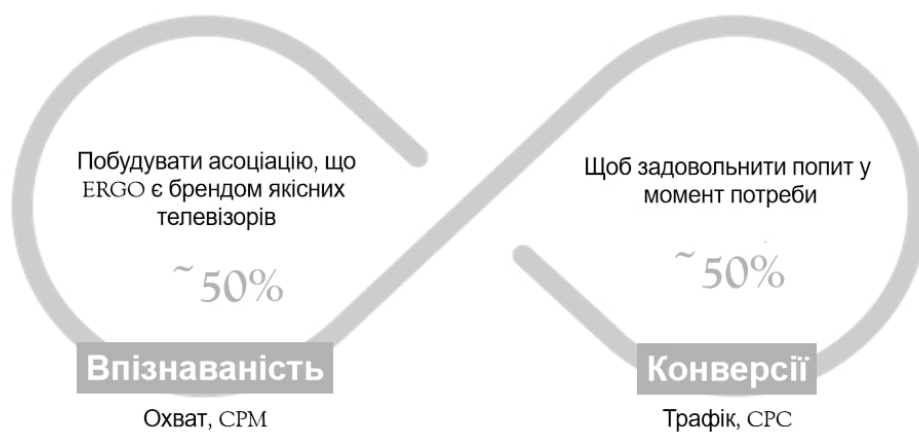 Побудувати асоціацію, що
ERGO є брендом якісних
телевізорів
~50%
Впізнаваність
Охват, CPM
Щоб задовольнити попит у
момент потреби
~50%
Конверсії
Трафік, CPC